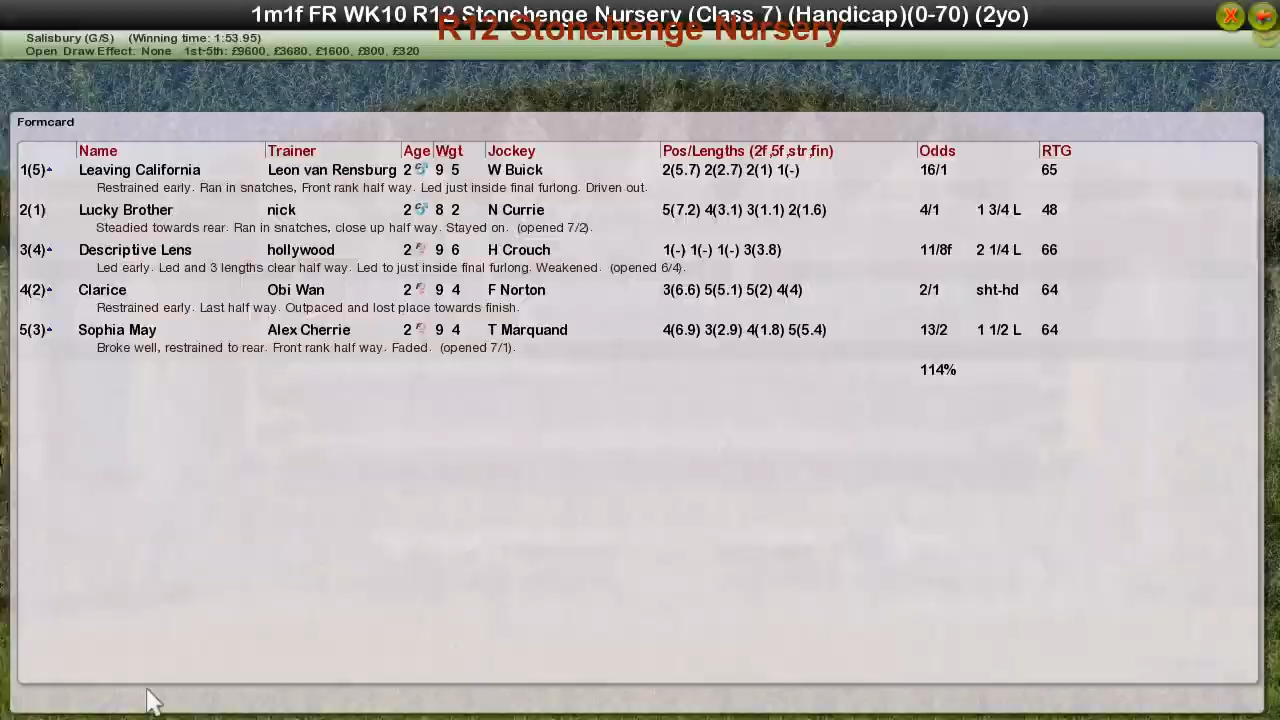 1m1f FR WK10 R12 Stonehenge Nursery (Class 7) (Handicap)(0-70) (2yo)
R12 Stonehenge Nursery
Salisbury (G/S) (Winning time: 1:53.95)
Open Draw Effect: None 1st-5th: £9600, £3680, £1600, £800, £320
Formcard
Name Trainer Age Wgt Jockey Pos/Lengths (2f,5f,str,fin) Odds RTG
1(5) Leaving California Leon van Rensburg 2 9 5 W Buick 2(5.7) 2(2.7) 2(1) 1(-) 16/1 65
Restrained early. Ran in snatches, Front rank half way. Led just inside final furlong. Driven out.
2(1) Lucky Brother nick 2 8 2 N Currie 5(7.2) 4(3.1) 3(1.1) 2(1.6) 4/1 1 3/4 L 48
Steadied towards rear. Ran in snatches, close up half way. Stayed on. (opened 7/2).
3(4) Descriptive Lens hollywood 2 9 6 H Crouch 1(-) 1(-) 1(-) 3(3.8) 11/8f 2 1/4 L 66
Led early. Led and 3 lengths clear half way. Led to just inside final furlong. Weakened. (opened 6/4).
4(2) Clarice Obi Wan 2 9 4 F Norton 3(6.6) 5(5.1) 5(2) 4(4) 2/1 sht-hd 64
Restrained early. Last half way. Outpaced and lost place towards finish.
5(3) Sophia May Alex Cherrie 2 9 4 T Marquand 4(6.9) 3(2.9) 4(1.8) 5(5.4) 13/2 1 1/2 L 64
Broke well, restrained to rear. Front rank half way. Faded. (opened 7/1).
114%